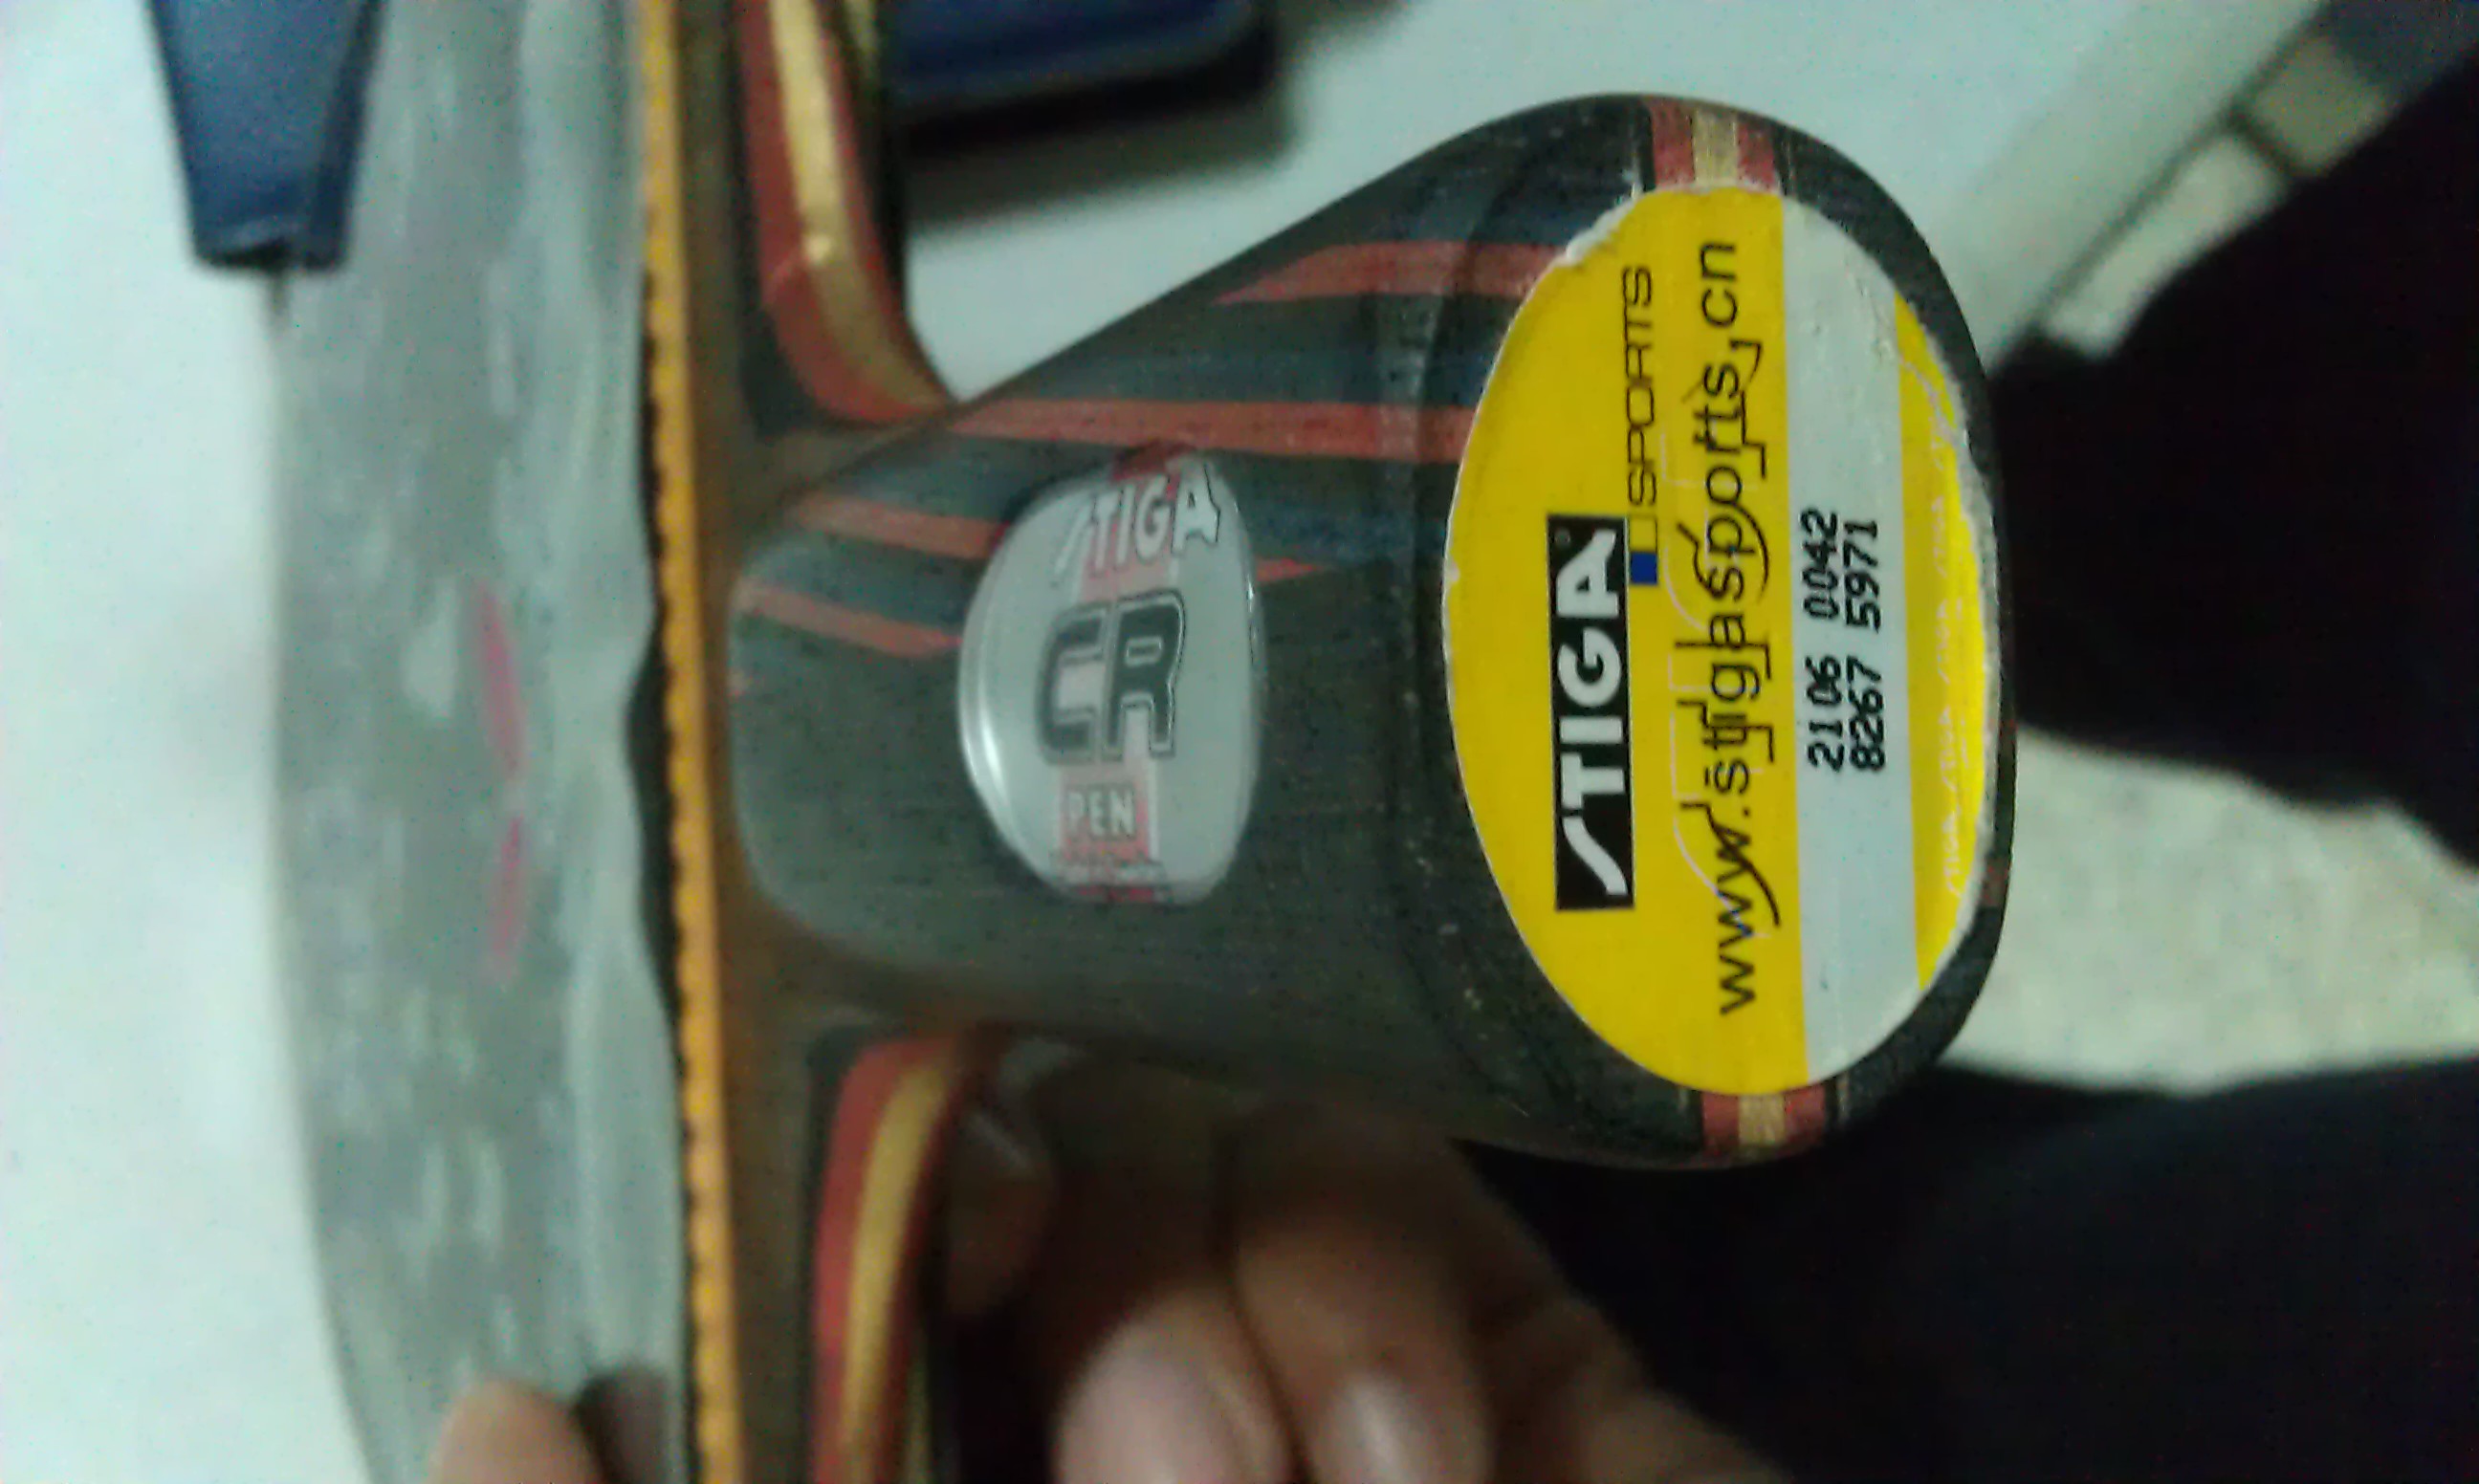 STIGA
CR
PEN
STIGA
SPORTS
www.stigasports.cn
2106 0042
8267 5971